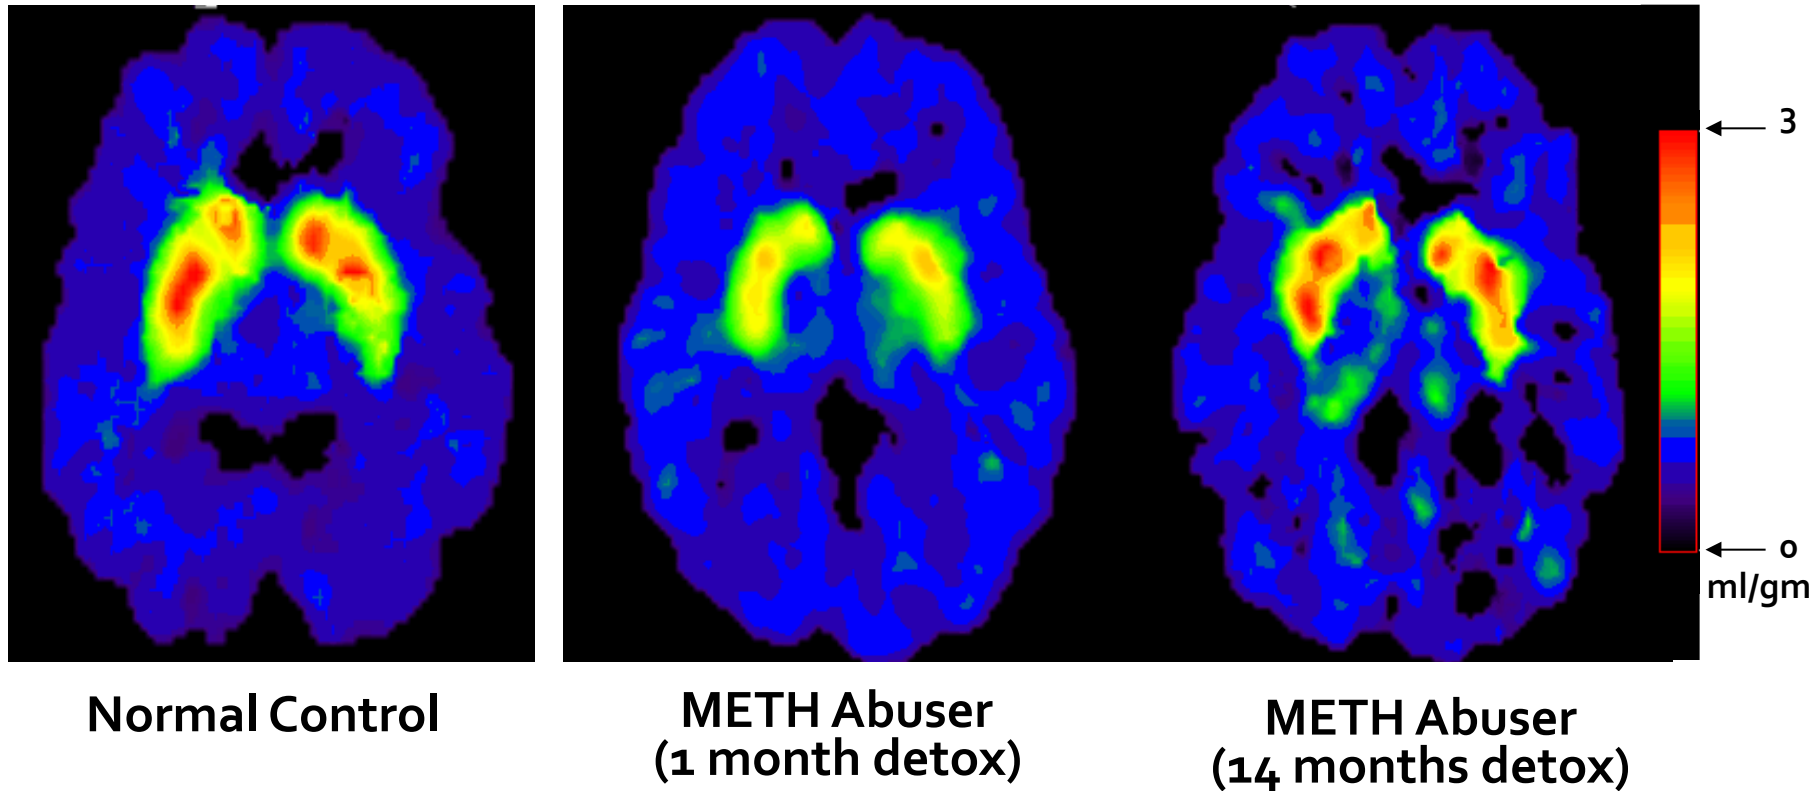 3
0
ml/gm
Normal Control
METH Abuser
(1 month detox)
METH Abuser
(14 months detox)